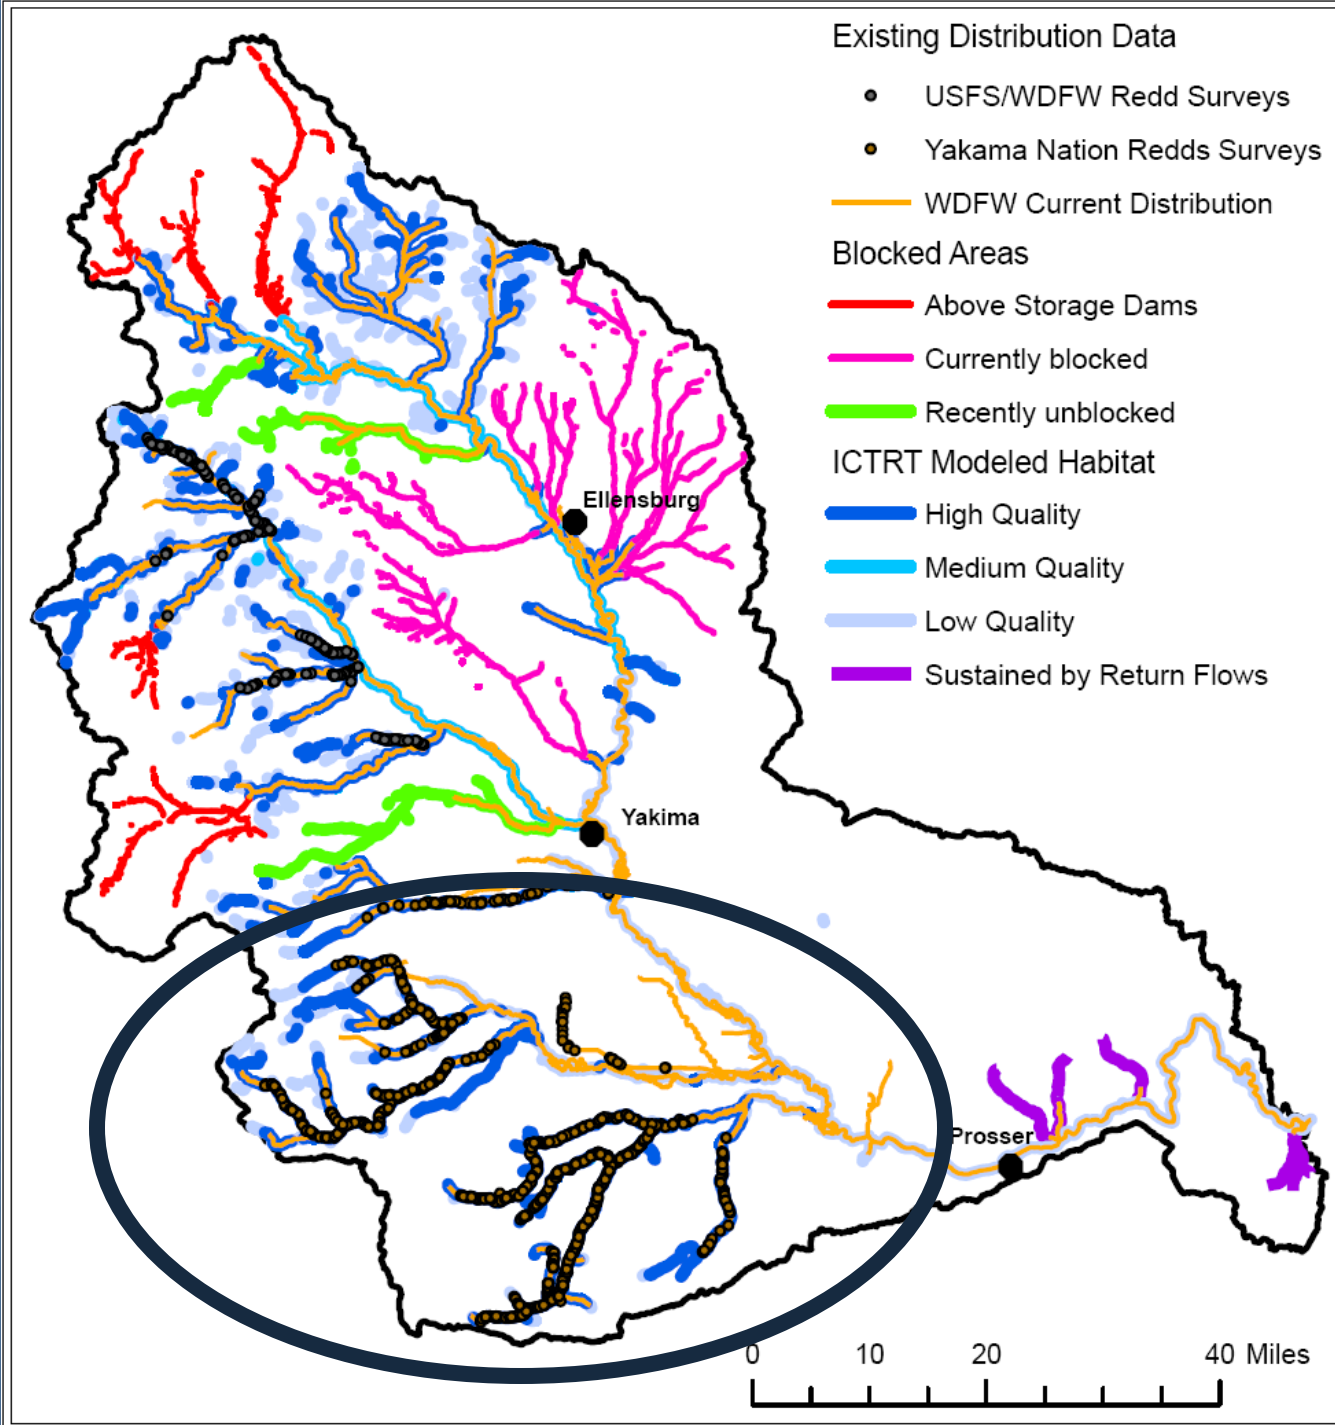 Existing Distribution Data
USFS/WDFW Redd Surveys
Yakama Nation Redds Surveys
WDFW Current Distribution
Blocked Areas
Above Storage Dams
Currently blocked
Recently unblocked
ICTRT Modeled Habitat
High Quality
Medium Quality
Low Quality
Sustained by Return Flows
Ellensburg
Yakima
Prosser
0 10 20 40 Miles